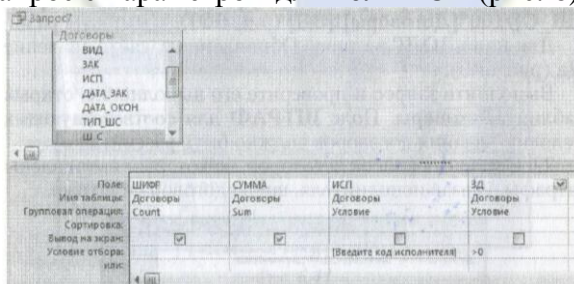 Запрос7
Договоры
ВИД
ЗАК
ИСП
ДАТА_ЗАК
ДАТА_ОКОН
ТИП_ШС
Ш_С
Поле: ШИФР СУММА ИСП ЗД
Имя таблицы: Договоры Договоры Договоры Договоры
Групповая операция: Count Sum Условие Условие
Сортировка:
Вывод на экран:
Условие отбора: [Введите код исполнителя] >0
или: